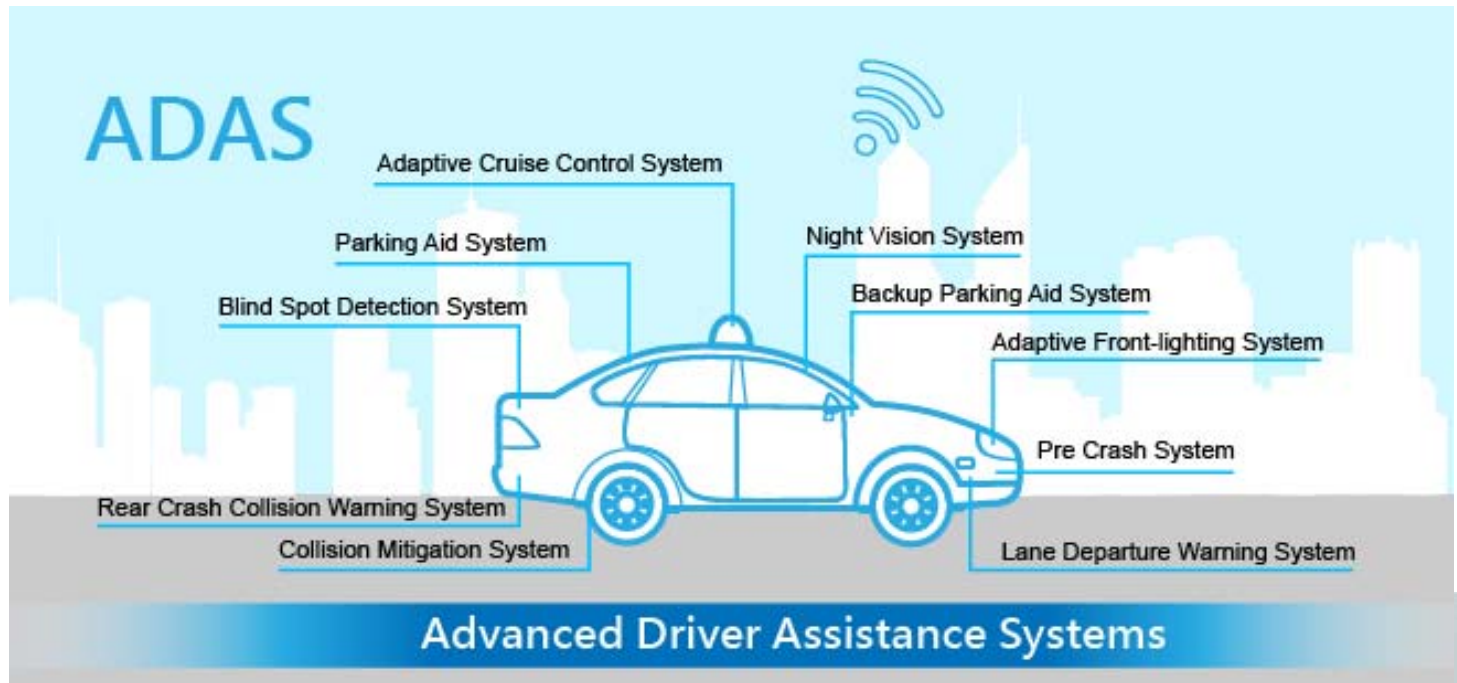 ADAS
Adaptive Cruise Control System
Parking Aid System
Night Vision System
Blind Spot Detection System
Backup Parking Aid System
Adaptive Front-lighting System
Pre Crash System
Rear Crash Collision Warning System
Collision Mitigation System
Lane Departure Warning System
Advanced Driver Assistance Systems